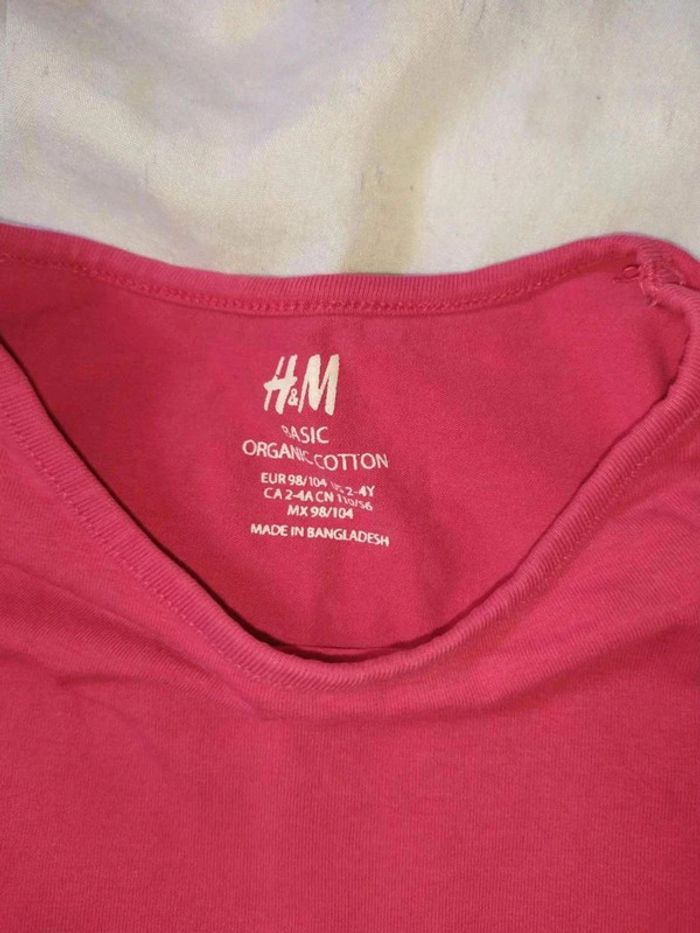 H&M
BASIC
ORGANIC COTTON
EUR 98/104 US 2-4Y
CA 2-4A CN 110/56
MX 98/104
MADE IN BANGLADESH